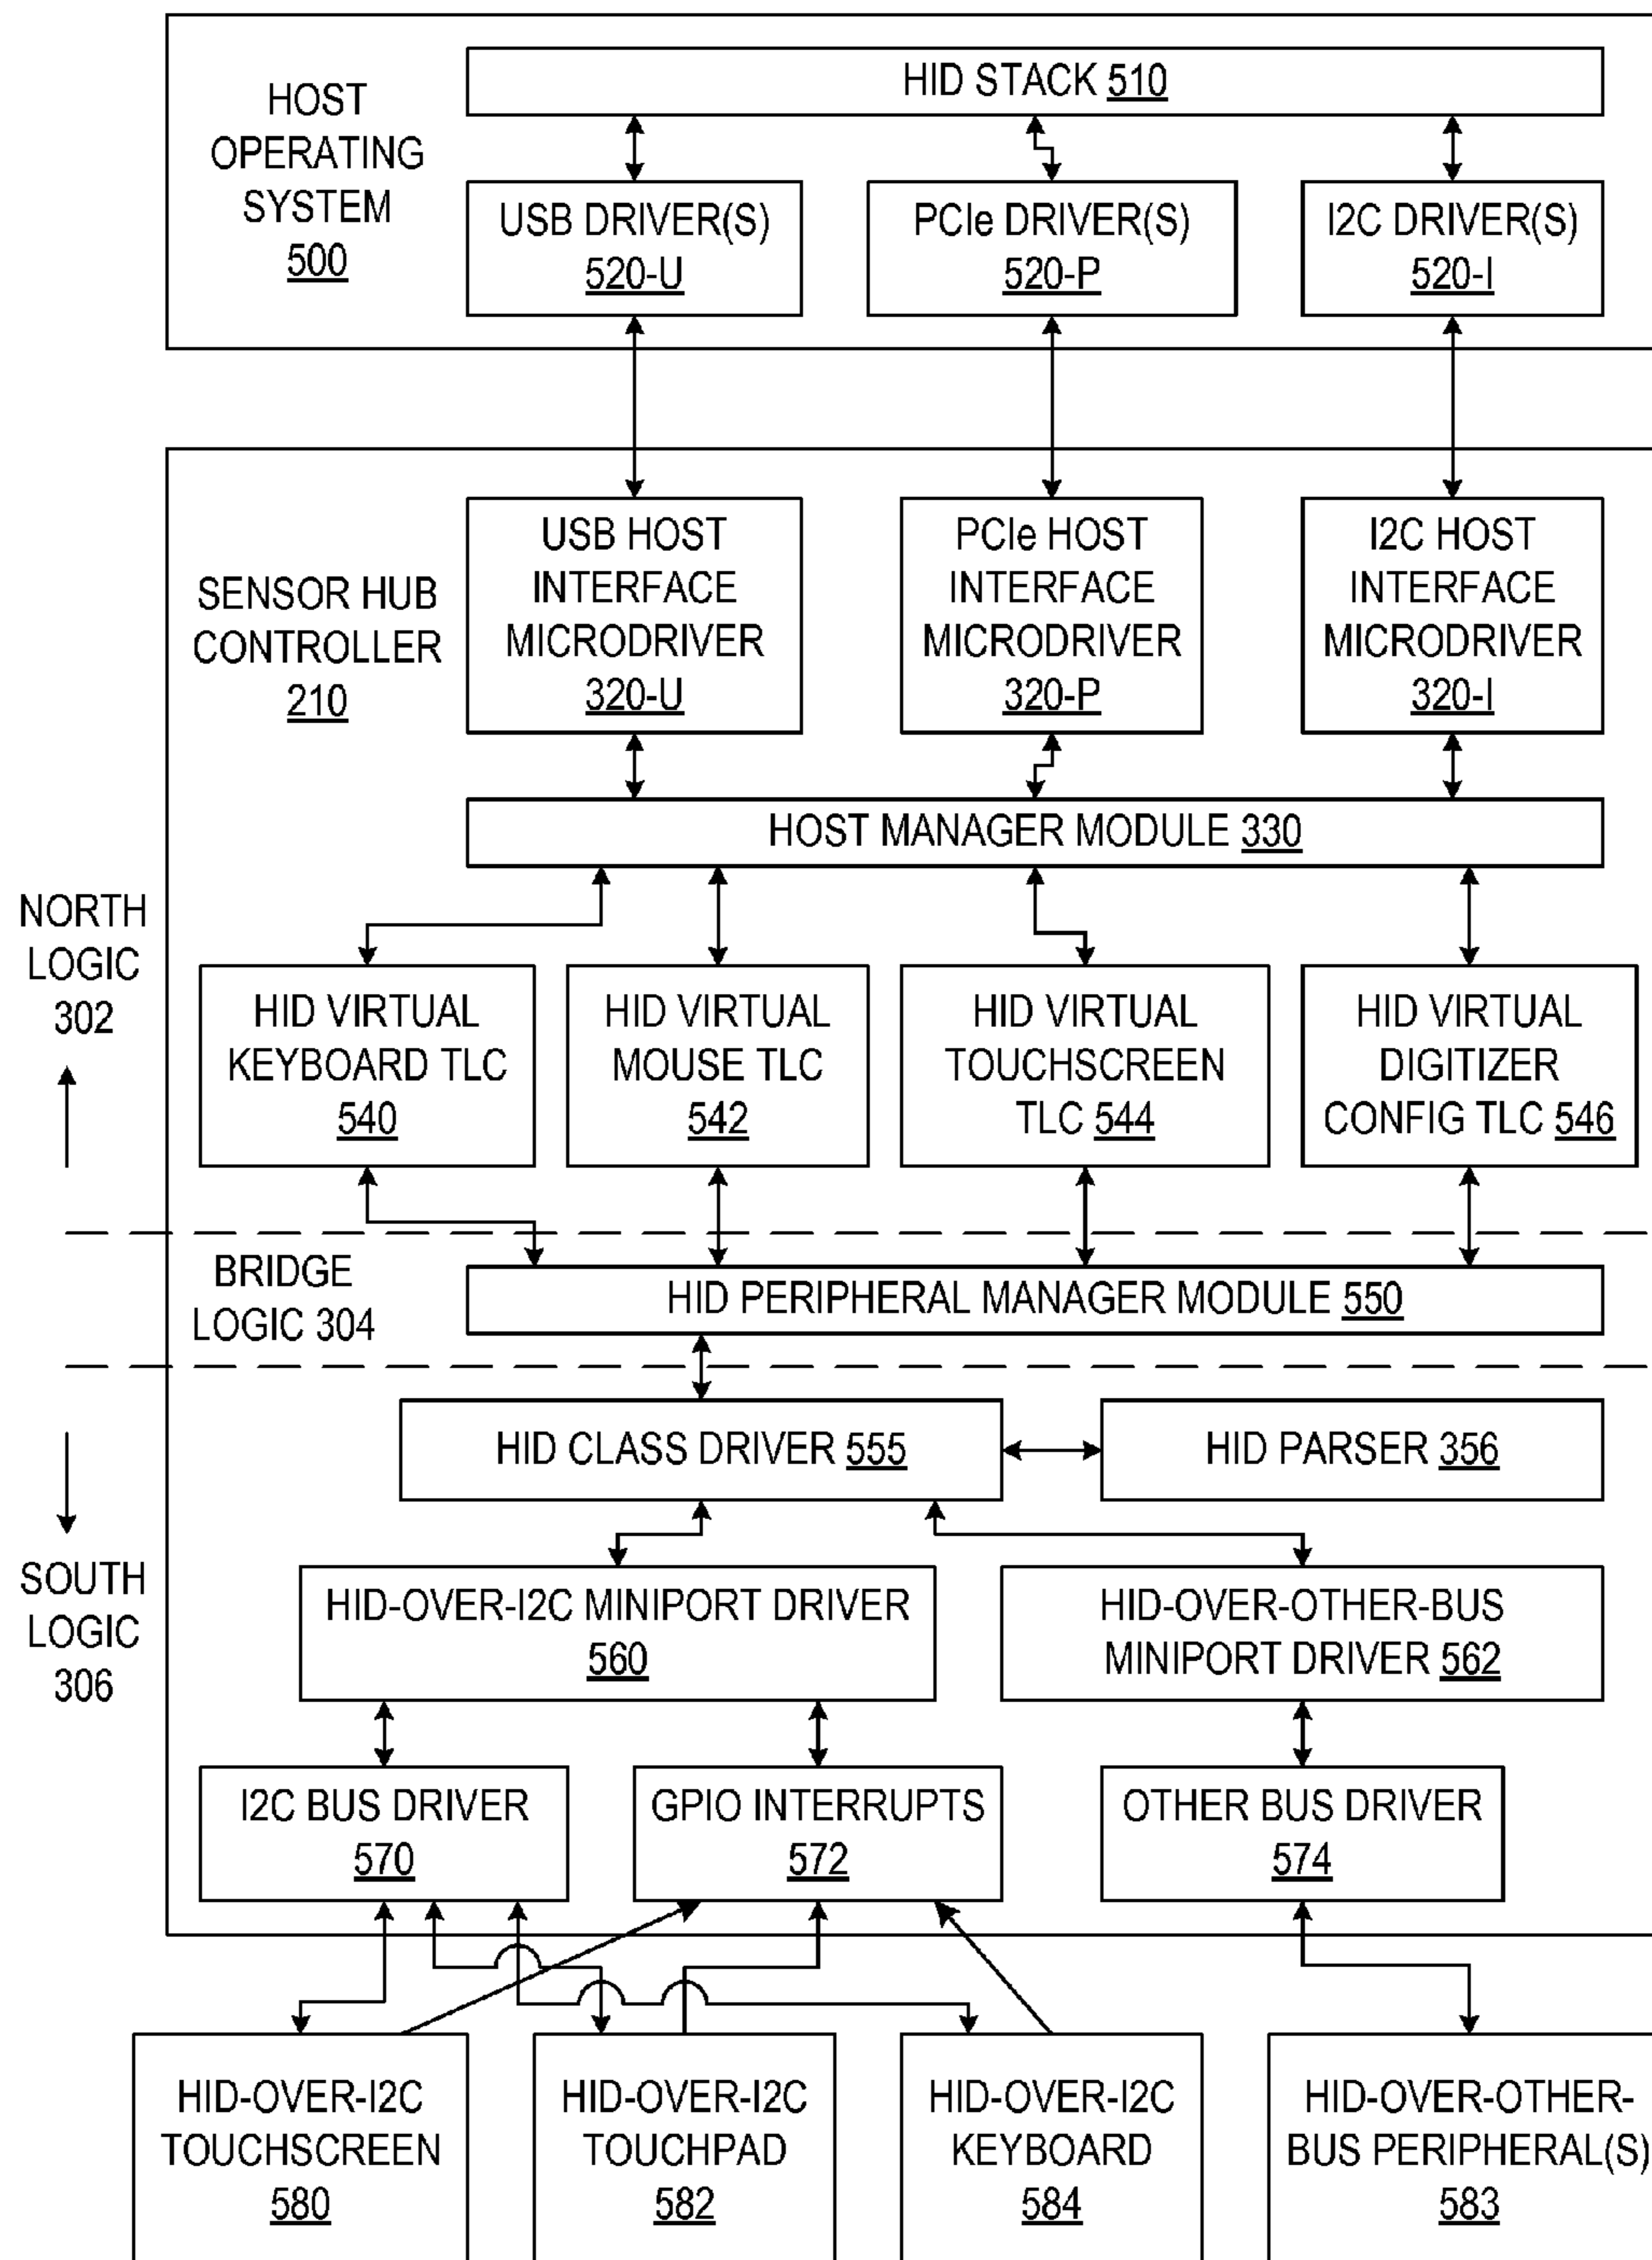 HID STACK 510
HOST
OPERATING
SYSTEM
500
USB DRIVER(S)
520-U
PCIe DRIVER(S)
520-P
I2C DRIVER(S)
520-I
SENSOR HUB
CONTROLLER
210
USB HOST
INTERFACE
MICRODRIVER
320-U
PCIe HOST
INTERFACE
MICRODRIVER
320-P
I2C HOST
INTERFACE
MICRODRIVER
320-I
HOST MANAGER MODULE 330
NORTH
LOGIC
302
HID VIRTUAL
KEYBOARD TLC
540
HID VIRTUAL
MOUSE TLC
542
HID VIRTUAL
TOUCHSCREEN
TLC 544
HID VIRTUAL
DIGITIZER
CONFIG TLC 546
BRIDGE
LOGIC 304
HID PERIPHERAL MANAGER MODULE 550
HID CLASS DRIVER 555
HID PARSER 356
SOUTH
LOGIC
306
HID-OVER-I2C MINIPORT DRIVER
560
HID-OVER-OTHER-BUS
MINIPORT DRIVER 562
I2C BUS DRIVER
570
GPIO INTERRUPTS
572
OTHER BUS DRIVER
574
HID-OVER-I2C
TOUCHSCREEN
580
HID-OVER-I2C
TOUCHPAD
582
HID-OVER-I2C
KEYBOARD
584
HID-OVER-OTHER-
BUS PERIPHERAL(S)
583